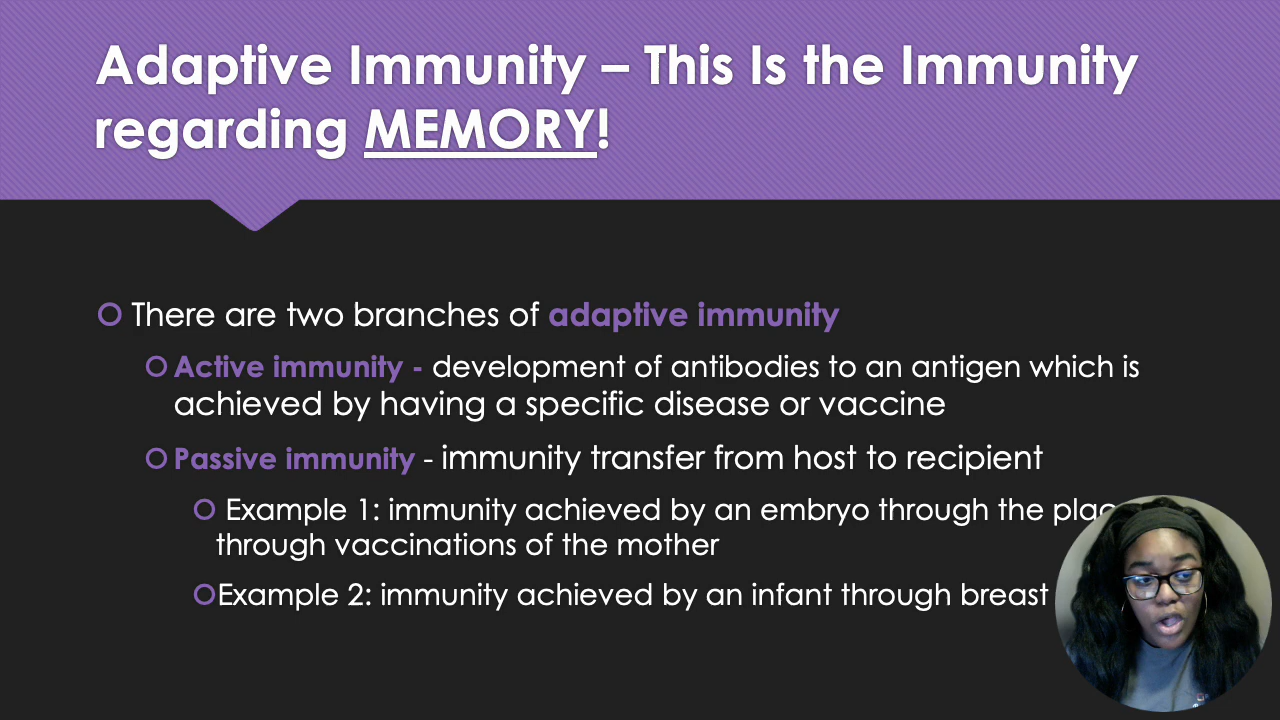 Adaptive Immunity – This Is the Immunity
regarding MEMORY!
There are two branches of adaptive immunity
Active immunity - development of antibodies to an antigen which is
achieved by having a specific disease or vaccine
Passive immunity - immunity transfer from host to recipient
Example 1: immunity achieved by an embryo through the
through vaccinations of the mother
Example 2: immunity achieved by an infant through breast